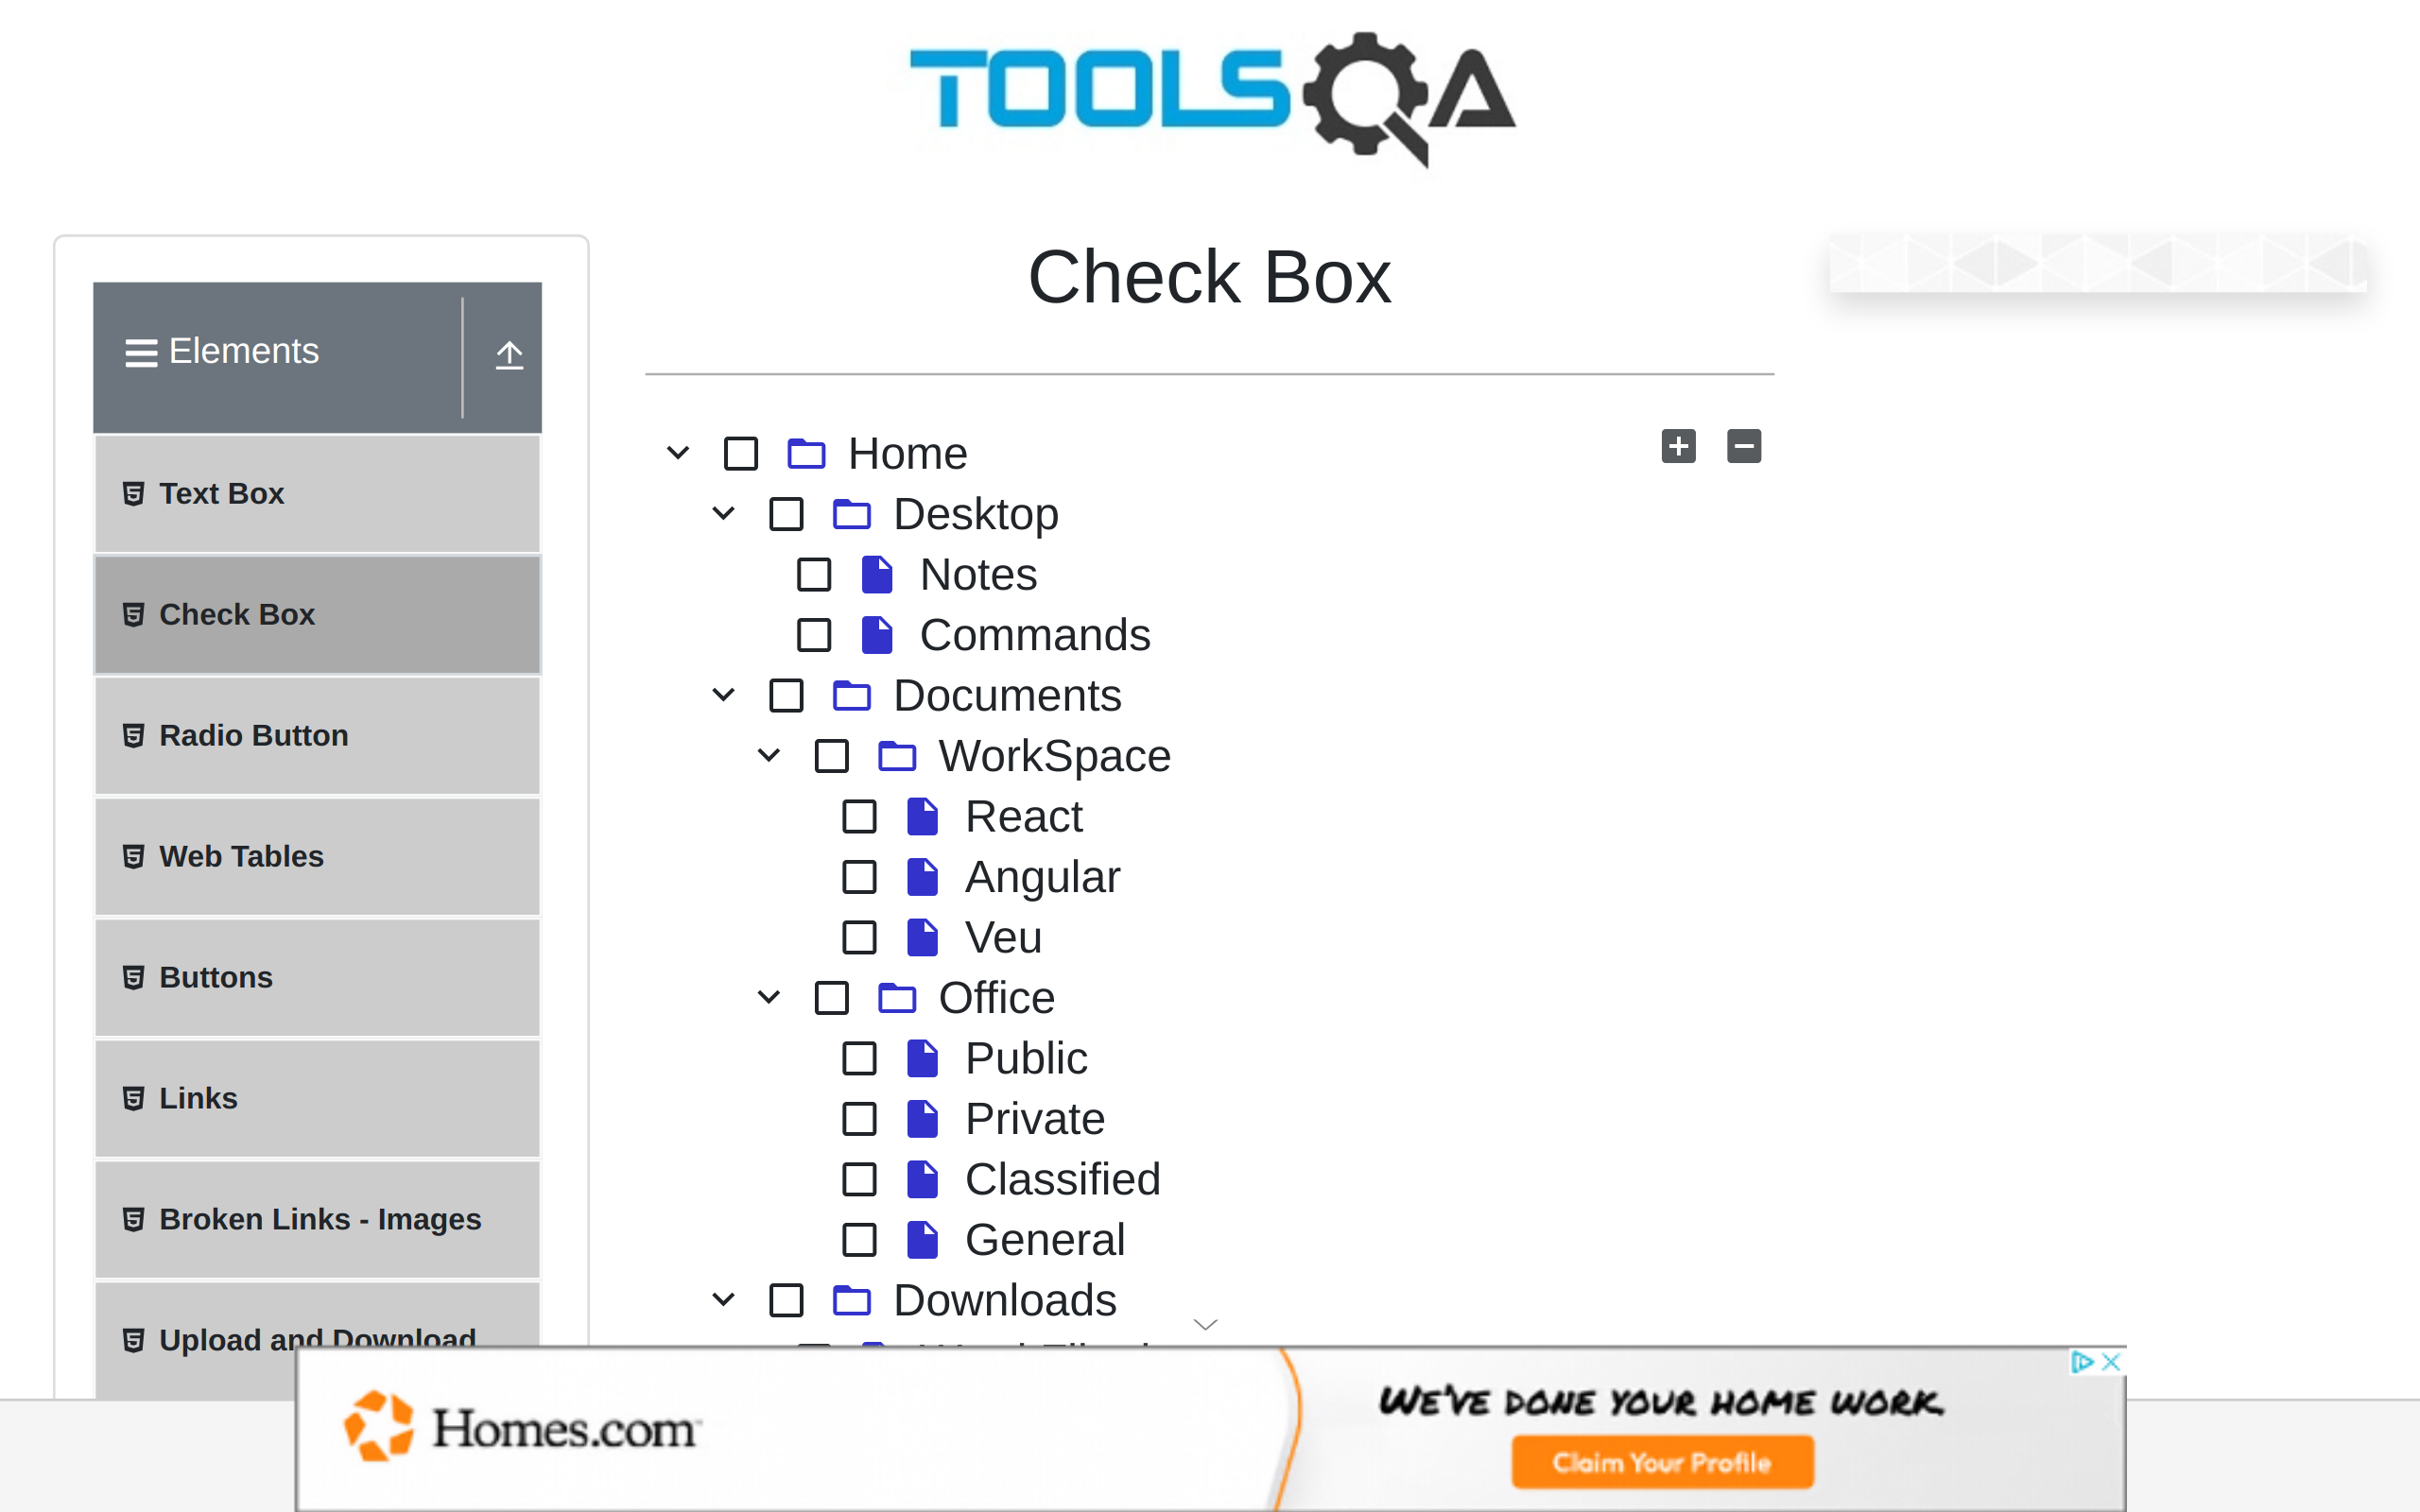 TOOLSQA
Check Box
Elements
Text Box
Check Box
Radio Button
Web Tables
Buttons
Links
Broken Links - Images
Upload and Download
Home
Desktop
Notes
Commands
Documents
WorkSpace
React
Angular
Veu
Office
Public
Private
Classified
General
Downloads
Homes.com
WE'VE DONE YOUR HOME WORK.
Claim Your Profile